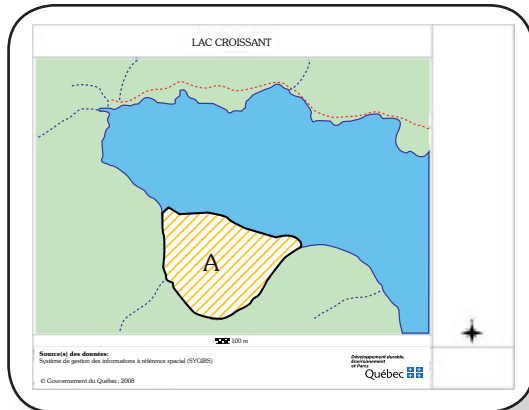 LAC CROISSANT
A
100 m
Source(s) des données:
Système de gestion des informations à référence spacial (SYGIRS)
© Gouvernement du Québec, 2008
Développement durable,
Environnement
et Parcs
Québec